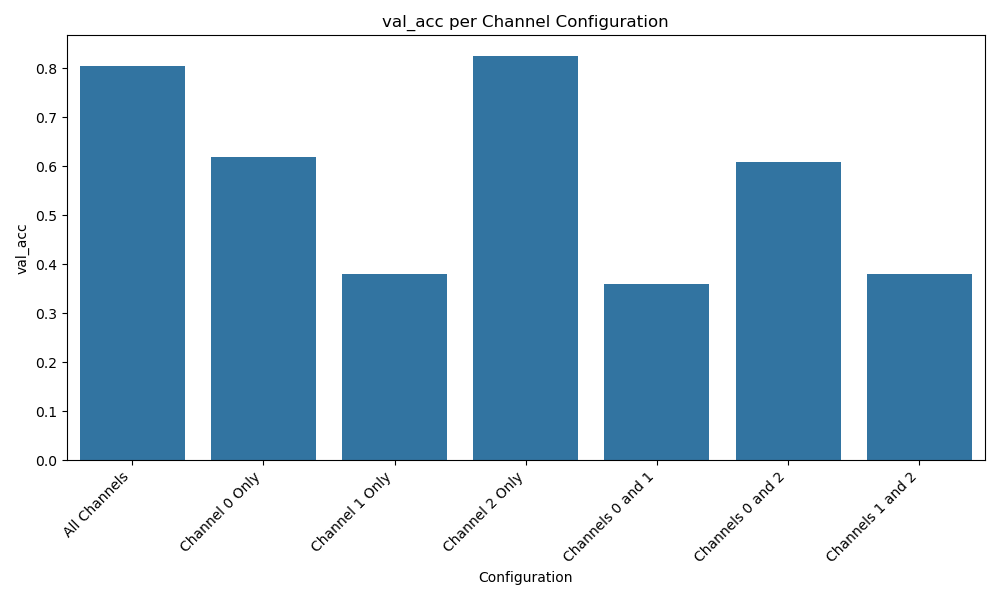 val_acc per Channel Configuration
val_acc
0.8
0.7
0.6
0.5
0.4
0.3
0.2
0.1
0.0
All Channels
Channel 0 Only
Channel 1 Only
Channel 2 Only
Channels 0 and 1
Channels 0 and 2
Channels 1 and 2
Configuration